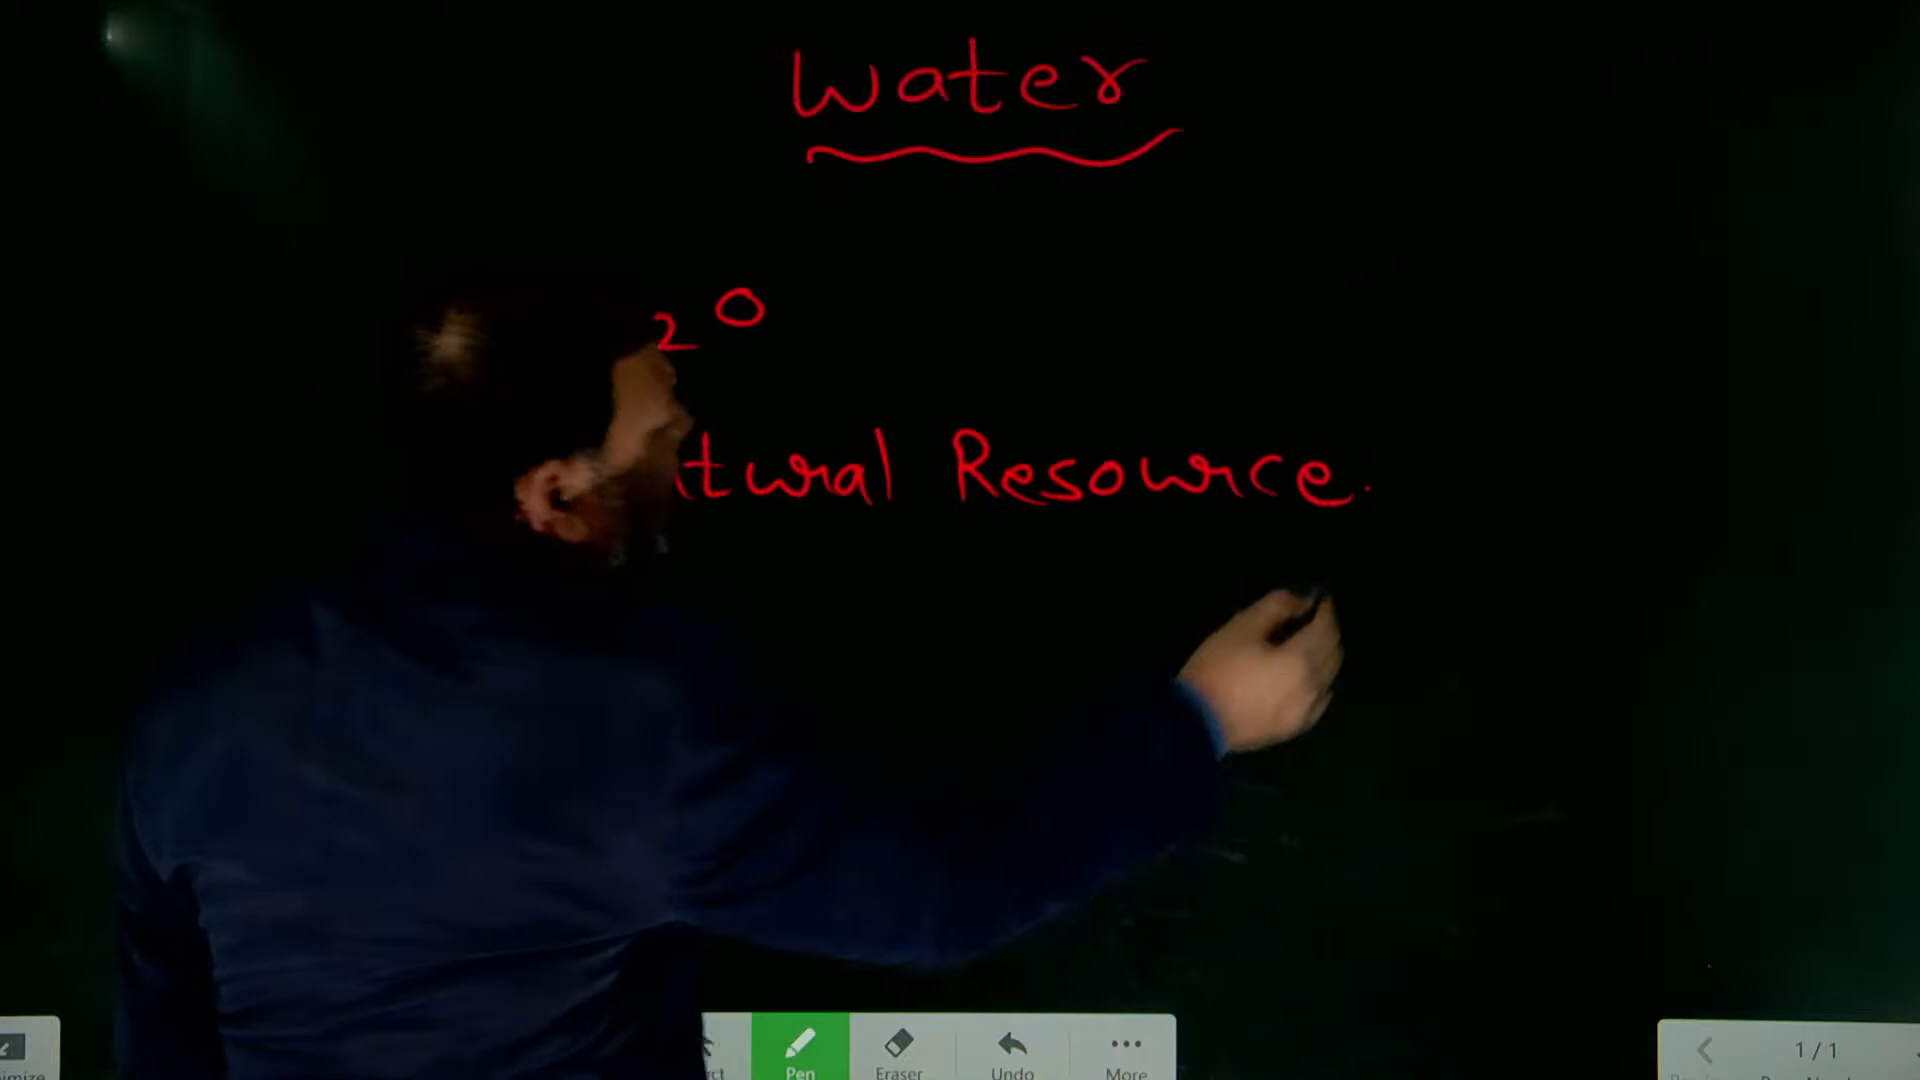 Water
2 O
tural Resource.
Pen
Eraser
Undo
More
1/1